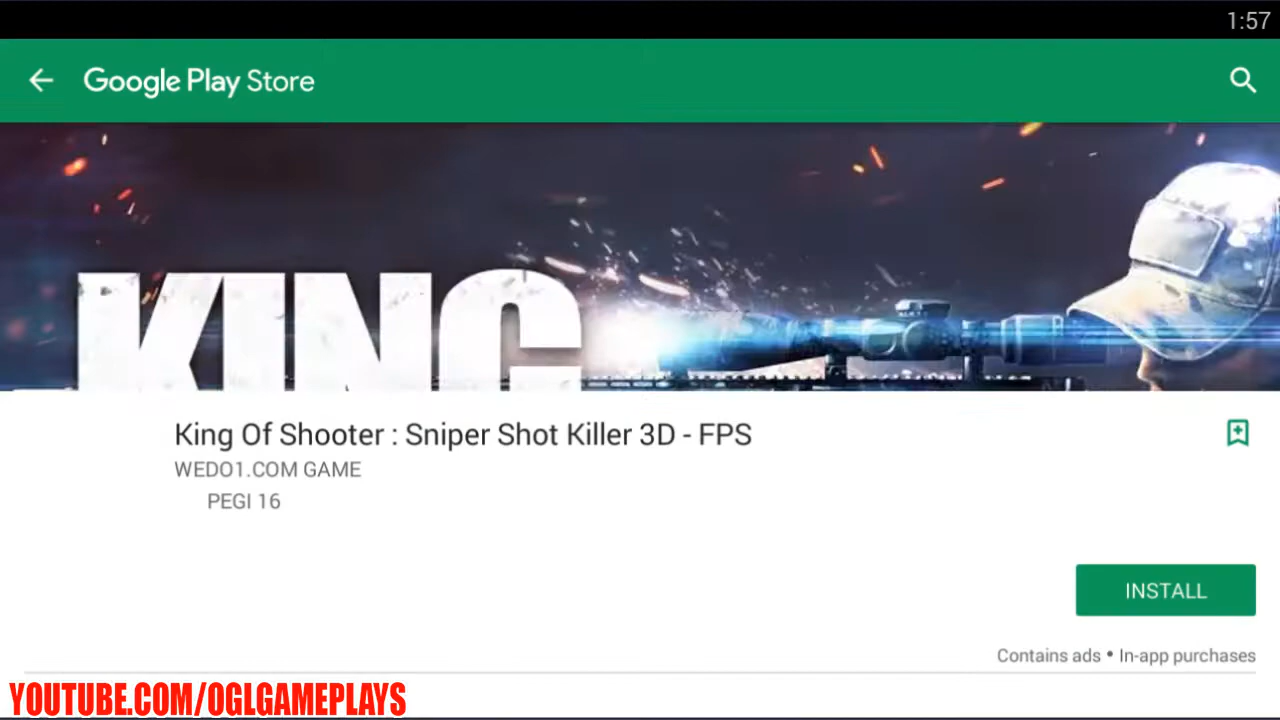 1:57
Google Play Store
KING
King Of Shooter : Sniper Shot Killer 3D - FPS
WEDO1.COM GAME
PEGI 16
INSTALL
Contains ads • In-app purchases
YOUTUBE.COM/OGLGAMEPLAYS